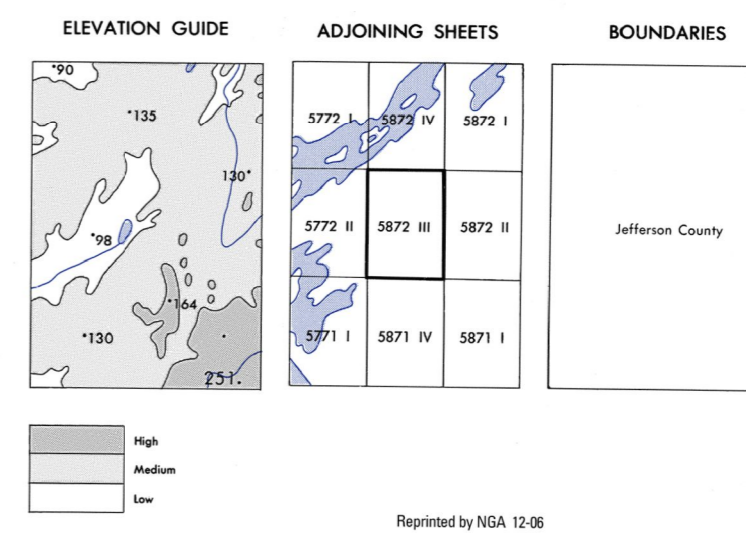 ELEVATION GUIDE
90
135
130
98
164
130
251.
High
Medium
Low
ADJOINING SHEETS
5772 I 5872 IV 5872 I
5772 II 5872 III 5872 II
5771 I 5871 IV 5871 I
BOUNDARIES
Jefferson County
Reprinted by NGA 12-06